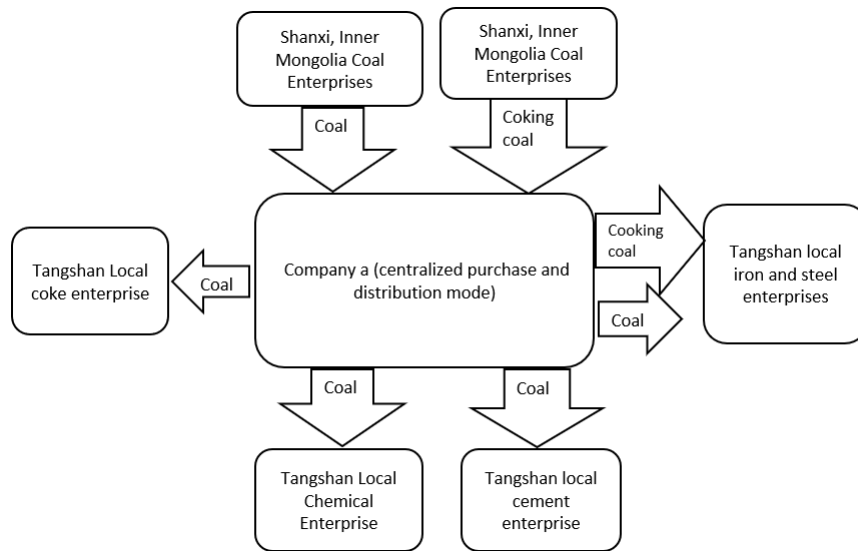 Shanxi, Inner
Mongolia Coal
Enterprises
Shanxi, Inner
Mongolia Coal
Enterprises
Coal
Coking
coal
Tangshan Local
coke enterprise
Coal
Company a (centralized purchase and
distribution mode)
Cooking
coal
Coal
Tangshan local
iron and steel
enterprises
Coal
Coal
Tangshan Local
Chemical
Enterprise
Tangshan local
cement
enterprise